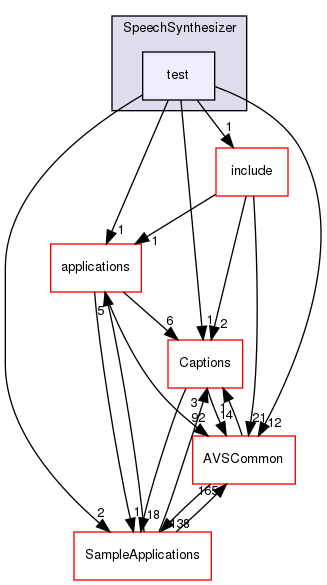 SpeechSynthesizer
test
1
include
1
1
applications
6
1
2
5
Captions
3
92
14
21
12
AVSCommon
165
2
1
18
138
SampleApplications